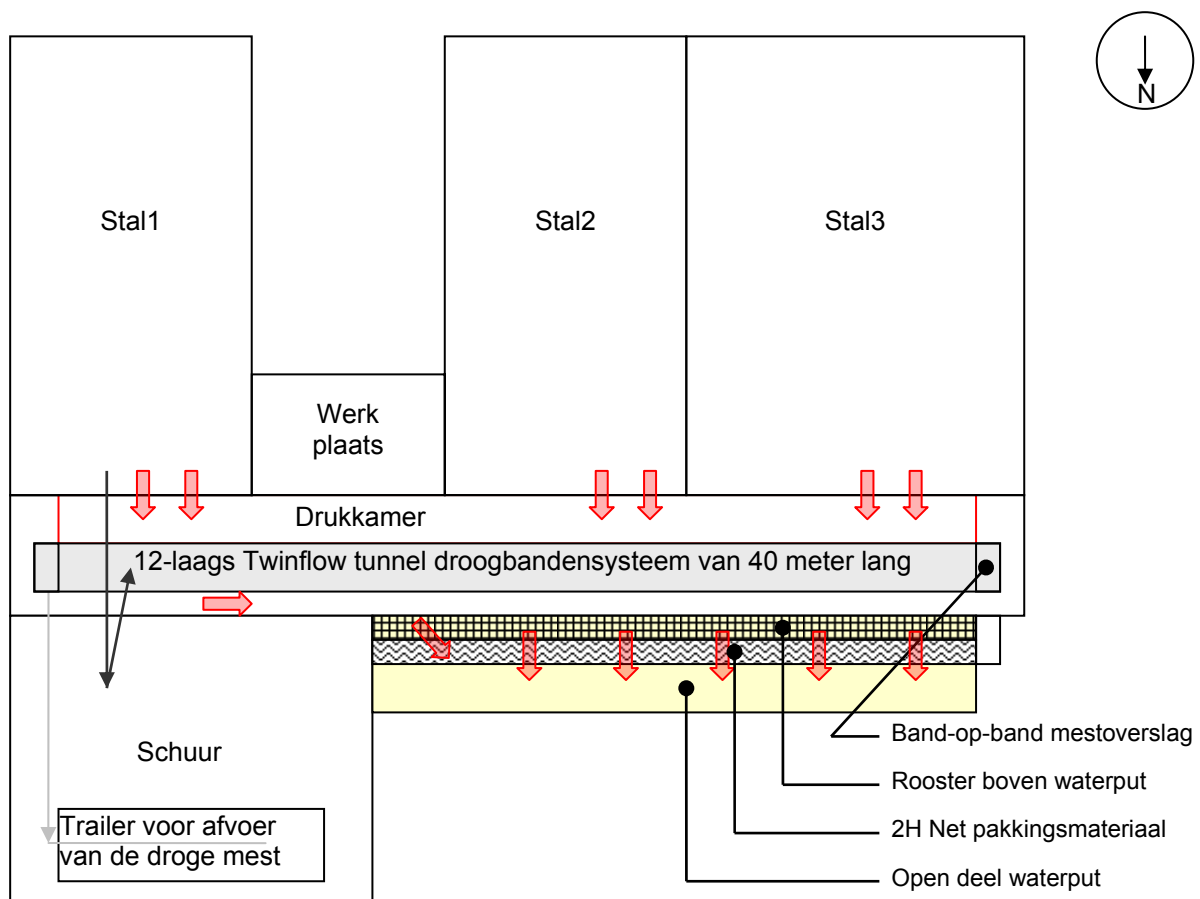 N
Stal1
Stal2
Stal3
Werk
plaats
Drukkamer
12-laags Twinflow tunnel droogbandensysteem van 40 meter lang
Schuur
Band-op-band mestoverslag
Rooster boven waterput
2H Net pakkingsmateriaal
Open deel waterput
Trailer voor afvoer
van de droge mest